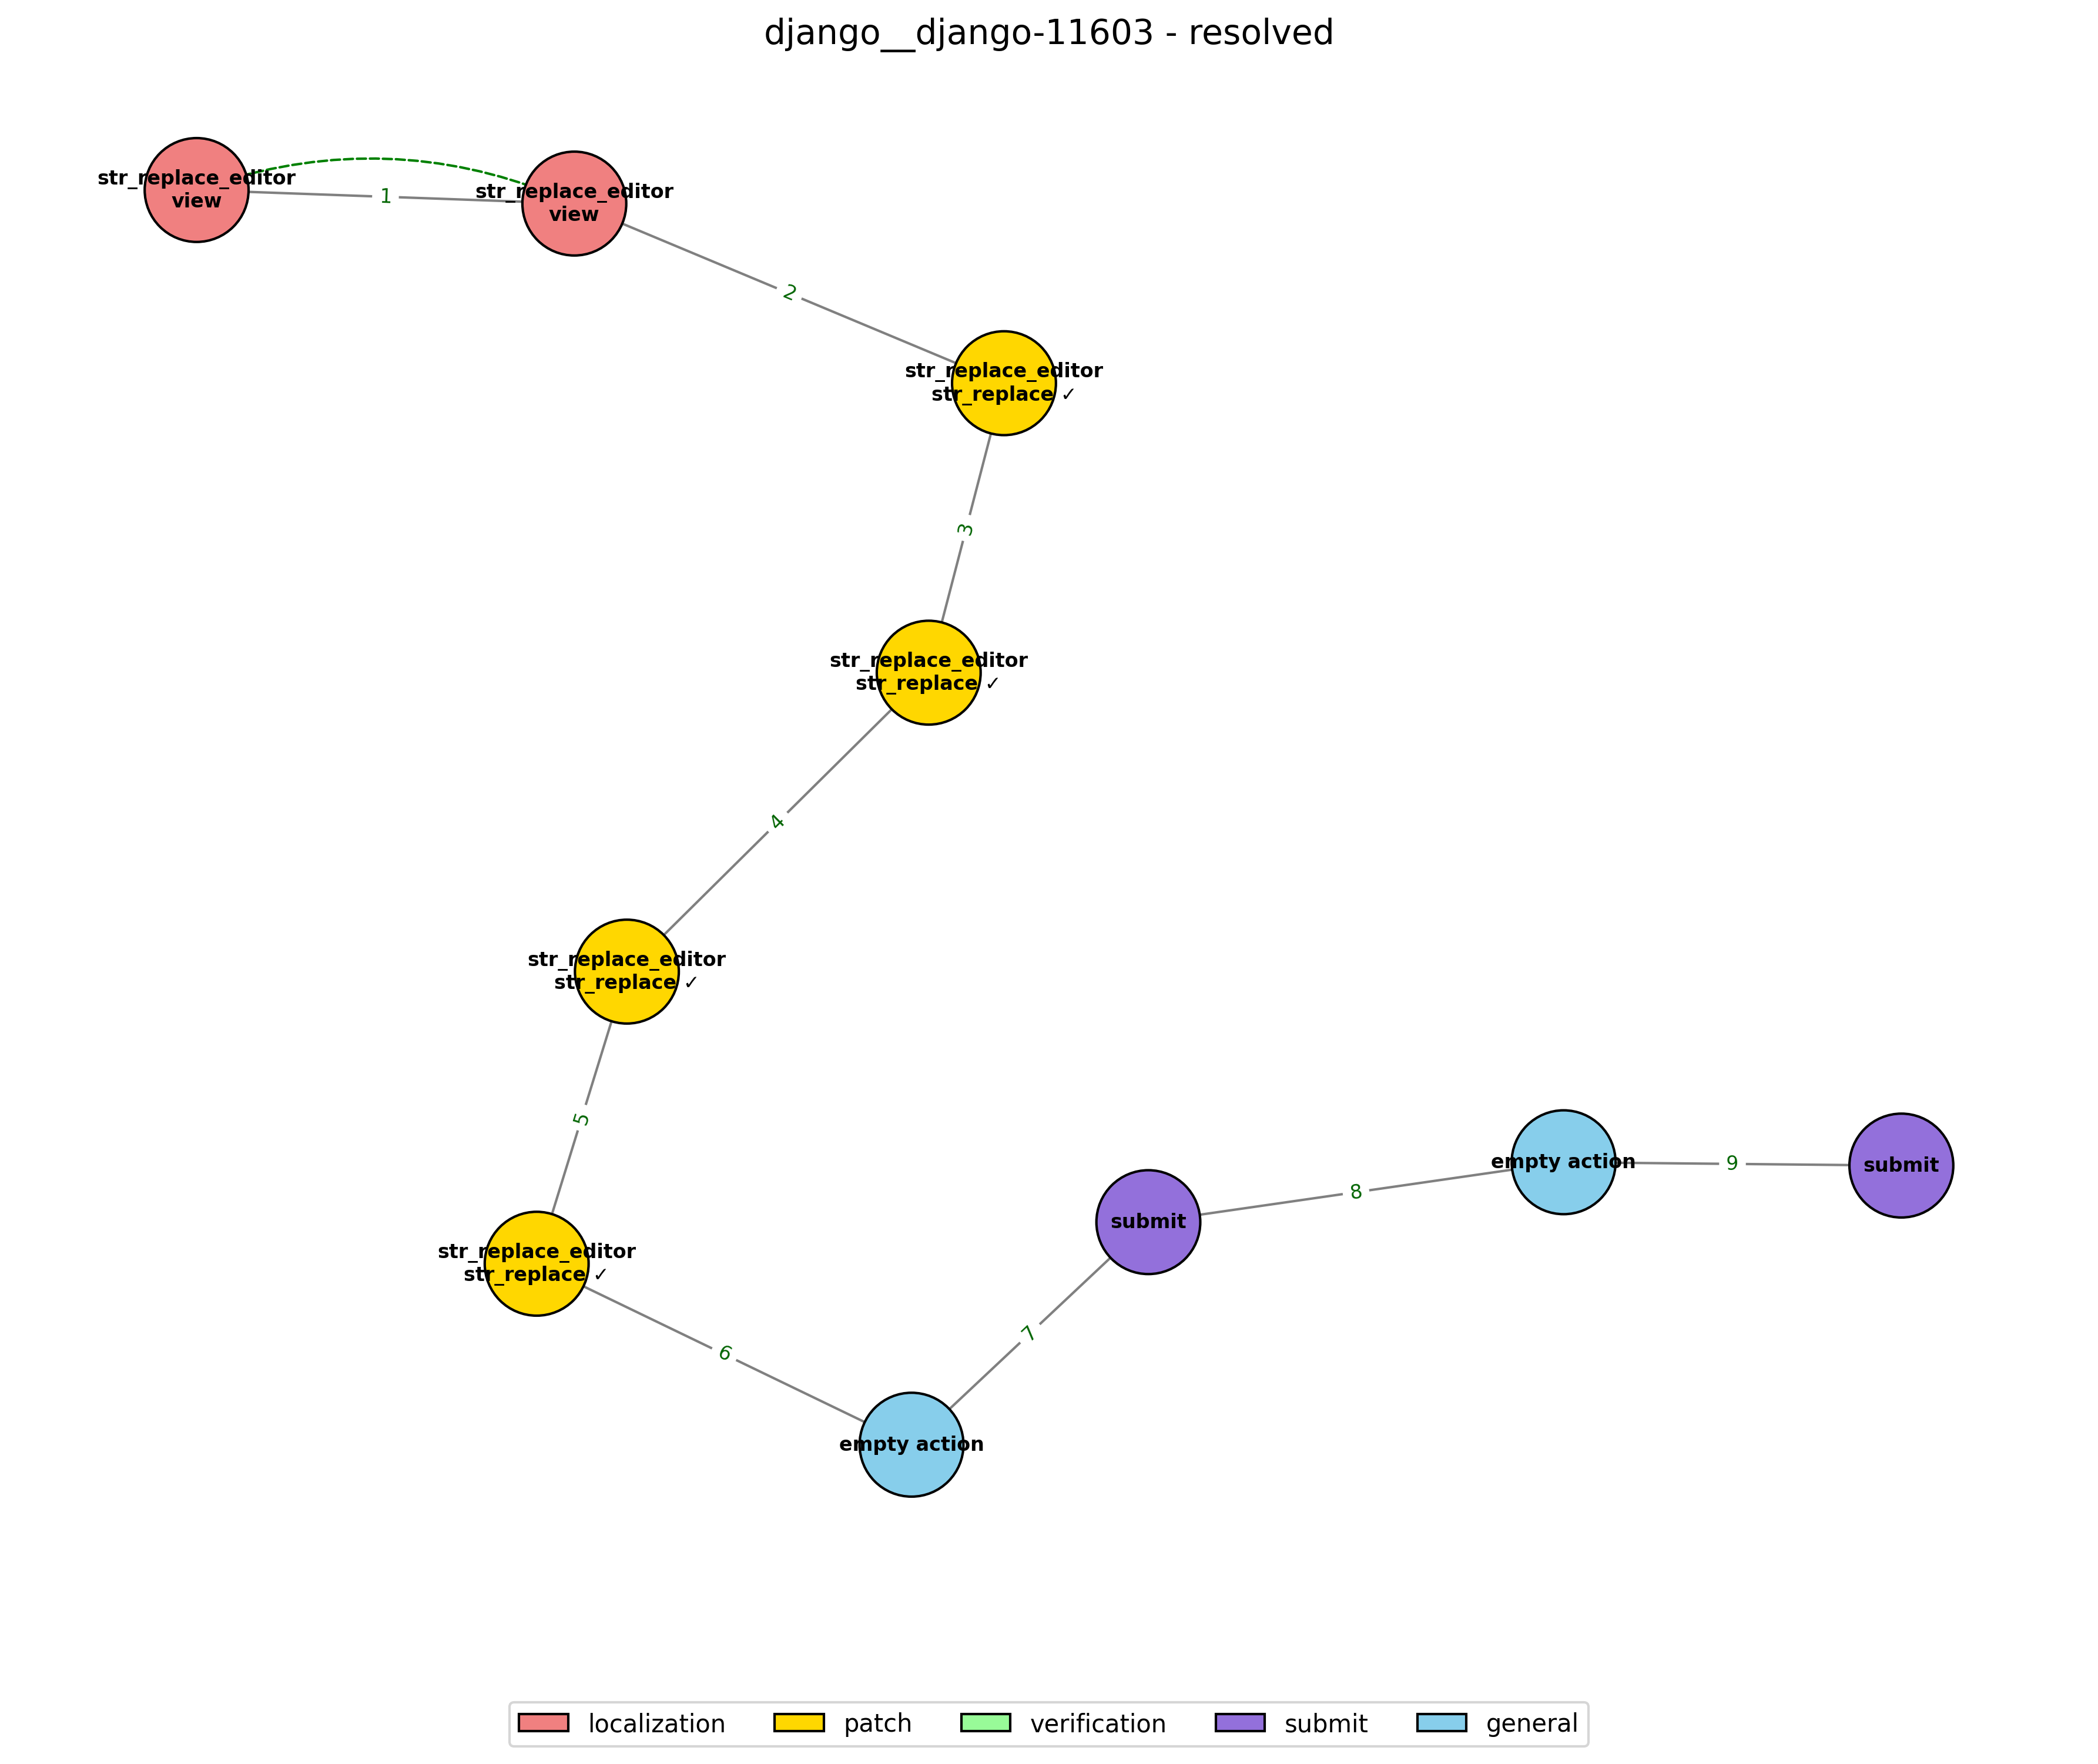 django__django-11603 - resolved
str_replace_editor
view
1
str_replace_editor
view
2
str_replace_editor
str_replace ✓
3
str_replace_editor
str_replace ✓
4
str_replace_editor
str_replace ✓
5
str_replace_editor
str_replace ✓
6
empty action
7
submit
8
empty action
9
submit
localization
patch
verification
submit
general